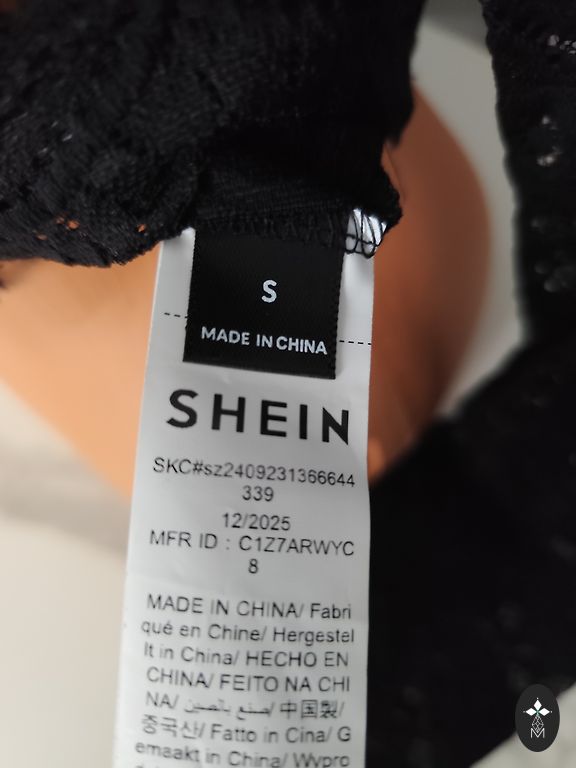 S
MADE IN CHINA
SHEIN
SKC#sz2409231366644
339
12/2025
MFR ID : C1Z7ARWYC
8
MADE IN CHINA/ Fabri
qué en Chine/ Hergestel
lt in China/ HECHO EN
CHINA/ FEITO NA CHI
NA/ صنع بالصين/ 中国製/
중국산/ Fatto in Cina/ G
emaakt in China/ Wypro
M